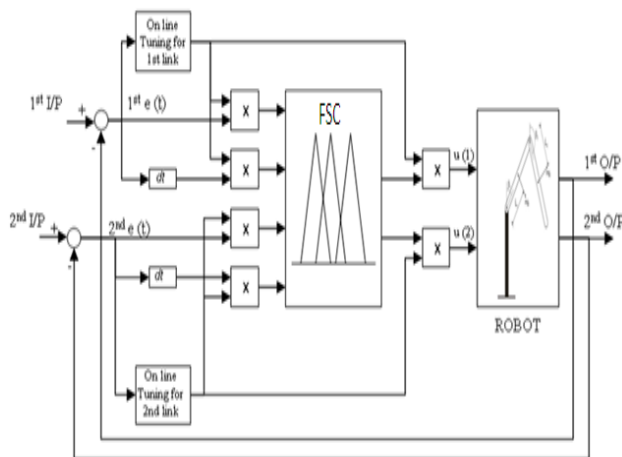 On line
Tuning for
1st link
1st I/P
+
-
1st e (t)
x
FSC
x
dt
x
u (1)
1st O/P
2nd I/P
+
-
2nd e (t)
x
x
u (2)
2nd O/P
dt
x
ROBOT
On line
Tuning for
2nd link